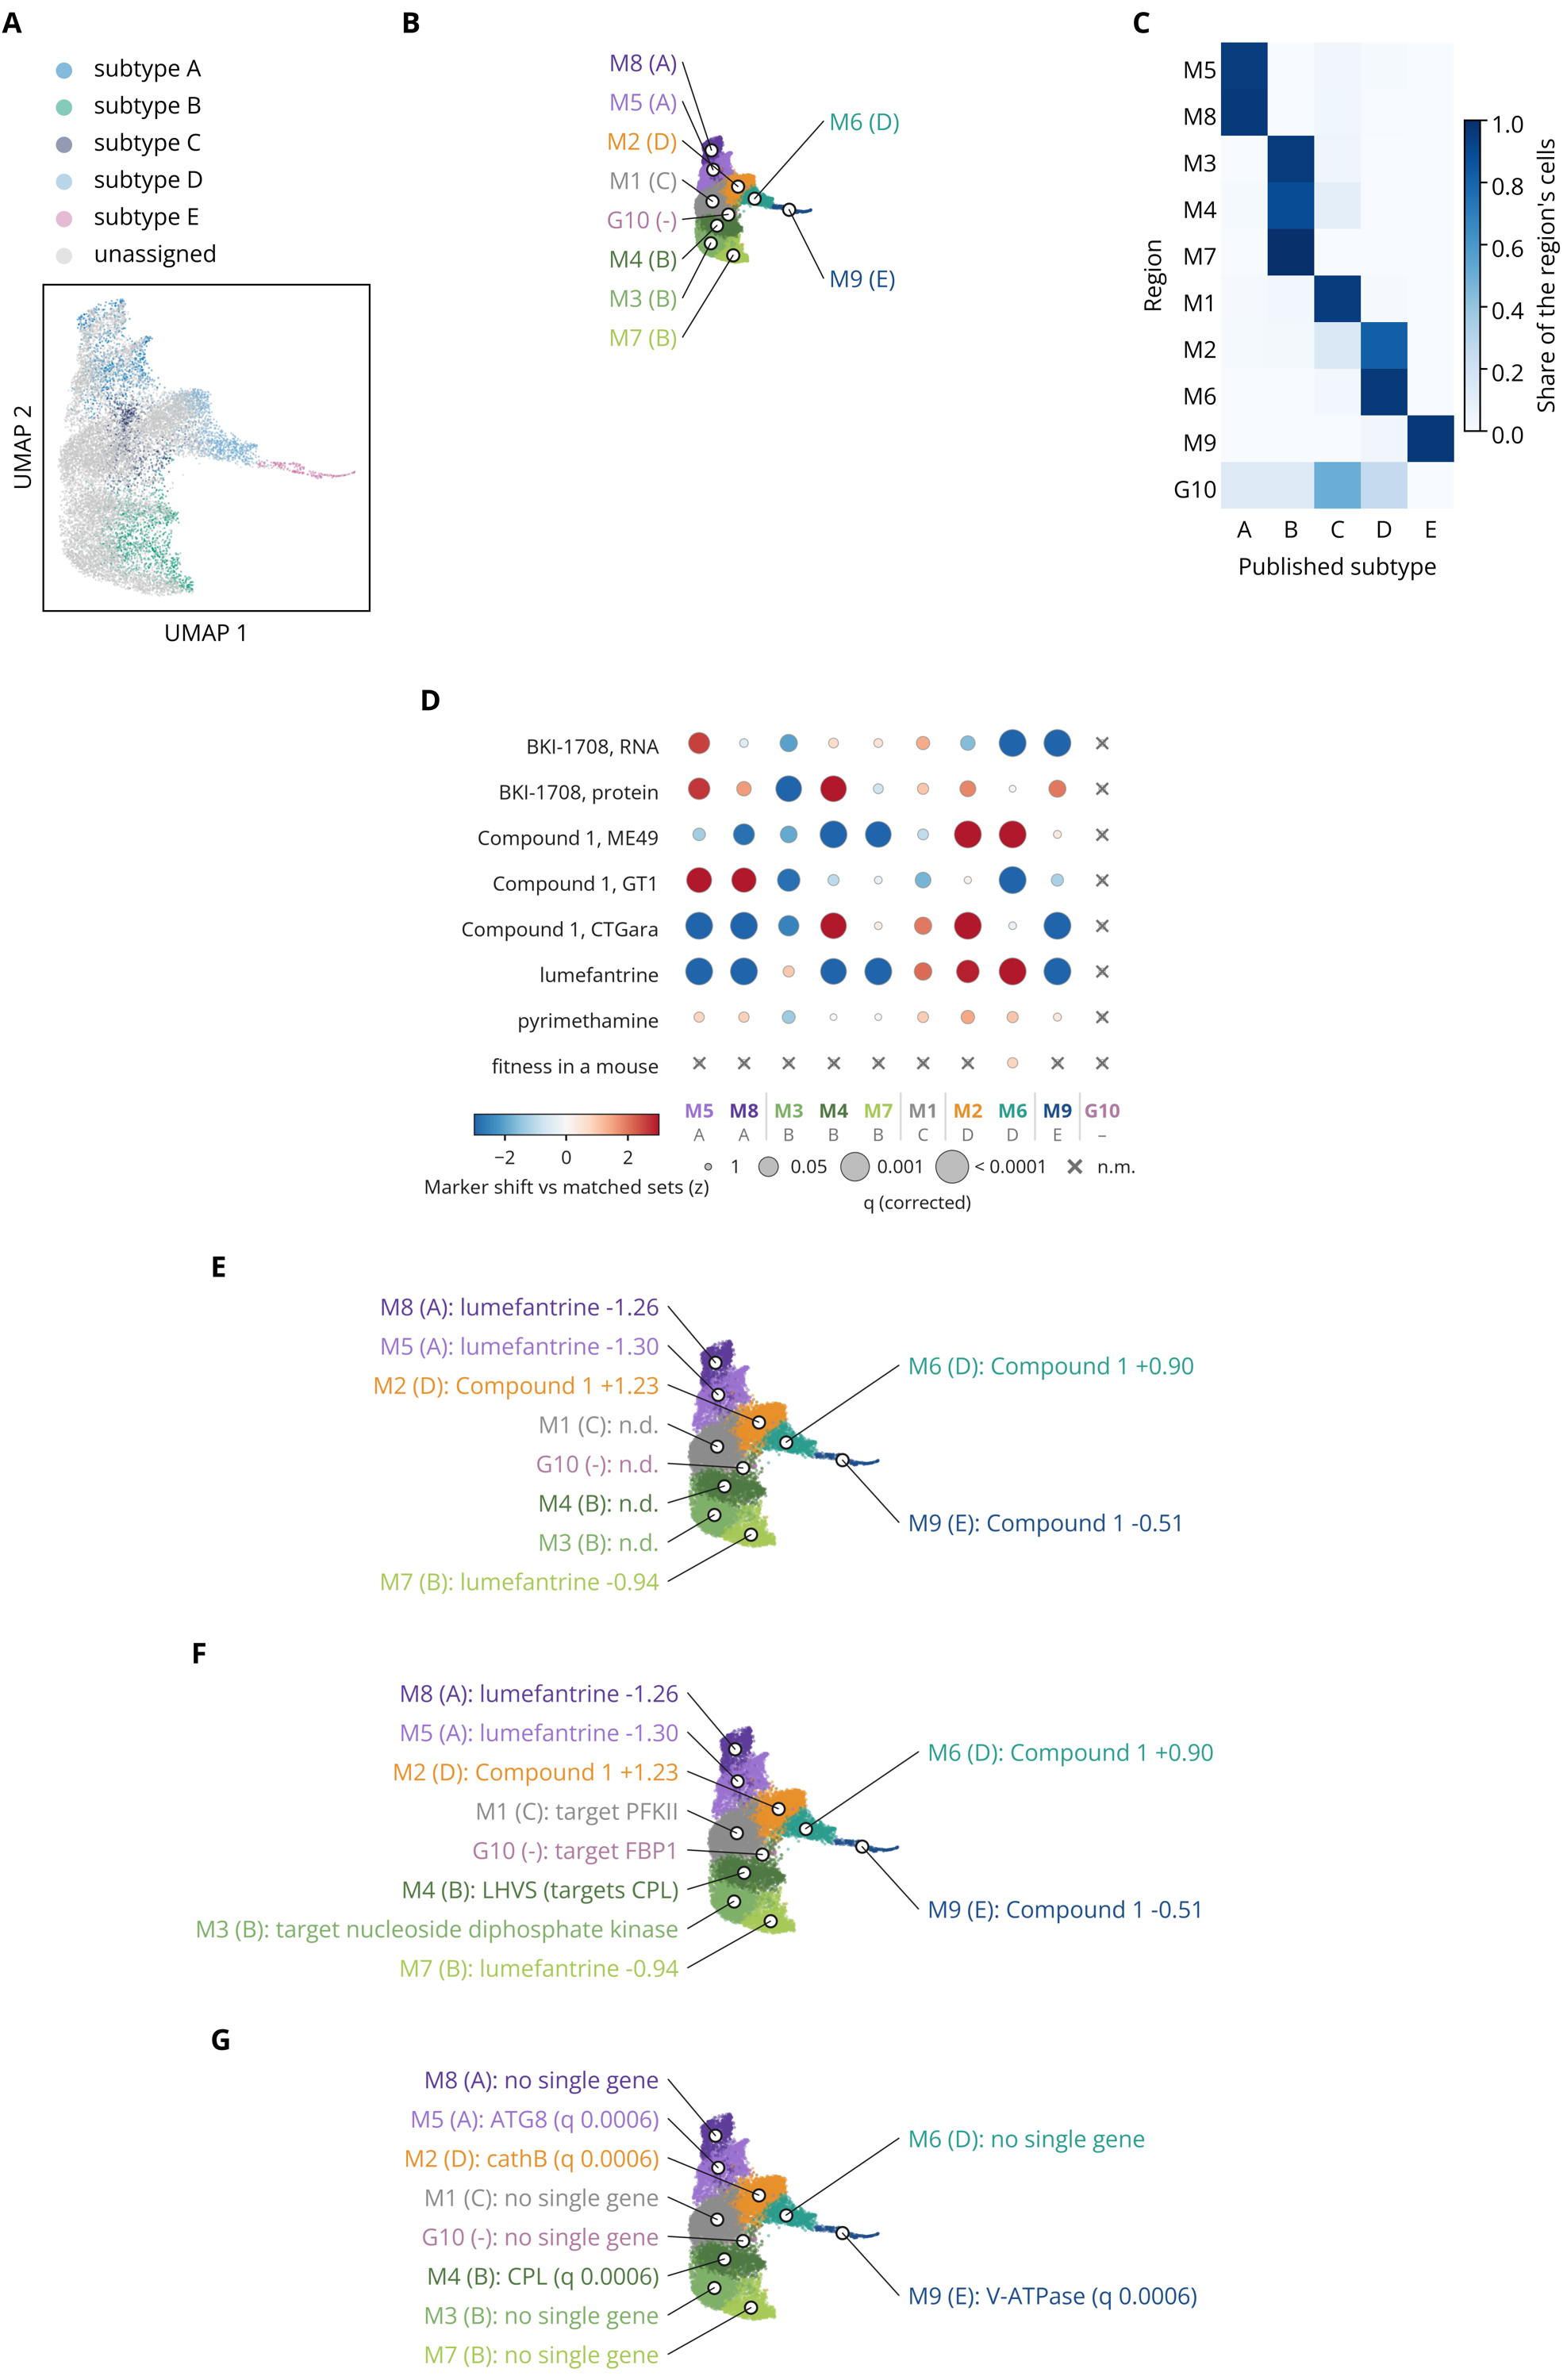 A
subtype A
subtype B
subtype C
subtype D
subtype E
unassigned
UMAP 2
UMAP 1
B
M8 (A)
M5 (A)
M2 (D)
M1 (C)
G10 (-)
M4 (B)
M3 (B)
M7 (B)
M6 (D)
M9 (E)
C
Region
M5
M8
M3
M4
M7
M1
M2
M6
M9
G10
A B C D E
Published subtype
1.0
0.8
0.6
0.4
0.2
0.0
Share of the region's cells
D
BKI-1708, RNA
BKI-1708, protein
Compound 1, ME49
Compound 1, GT1
Compound 1, CTGara
lumefantrine
pyrimethamine
fitness in a mouse
M5 M8 M3 M4 M7 M1 M2 M6 M9 G10
A A B B B C D D E –
−2 0 2
Marker shift vs matched sets (z)
1 0.05 0.001 < 0.0001 n.m.
q (corrected)
E
M8 (A): lumefantrine -1.26
M5 (A): lumefantrine -1.30
M2 (D): Compound 1 +1.23
M1 (C): n.d.
G10 (-): n.d.
M4 (B): n.d.
M3 (B): n.d.
M7 (B): lumefantrine -0.94
M6 (D): Compound 1 +0.90
M9 (E): Compound 1 -0.51
F
M8 (A): lumefantrine -1.26
M5 (A): lumefantrine -1.30
M2 (D): Compound 1 +1.23
M1 (C): target PFKII
G10 (-): target FBP1
M4 (B): LHVS (targets CPL)
M3 (B): target nucleoside diphosphate kinase
M7 (B): lumefantrine -0.94
M6 (D): Compound 1 +0.90
M9 (E): Compound 1 -0.51
G
M8 (A): no single gene
M5 (A): ATG8 (q 0.0006)
M2 (D): cathB (q 0.0006)
M1 (C): no single gene
G10 (-): no single gene
M4 (B): CPL (q 0.0006)
M3 (B): no single gene
M7 (B): no single gene
M6 (D): no single gene
M9 (E): V-ATPase (q 0.0006)